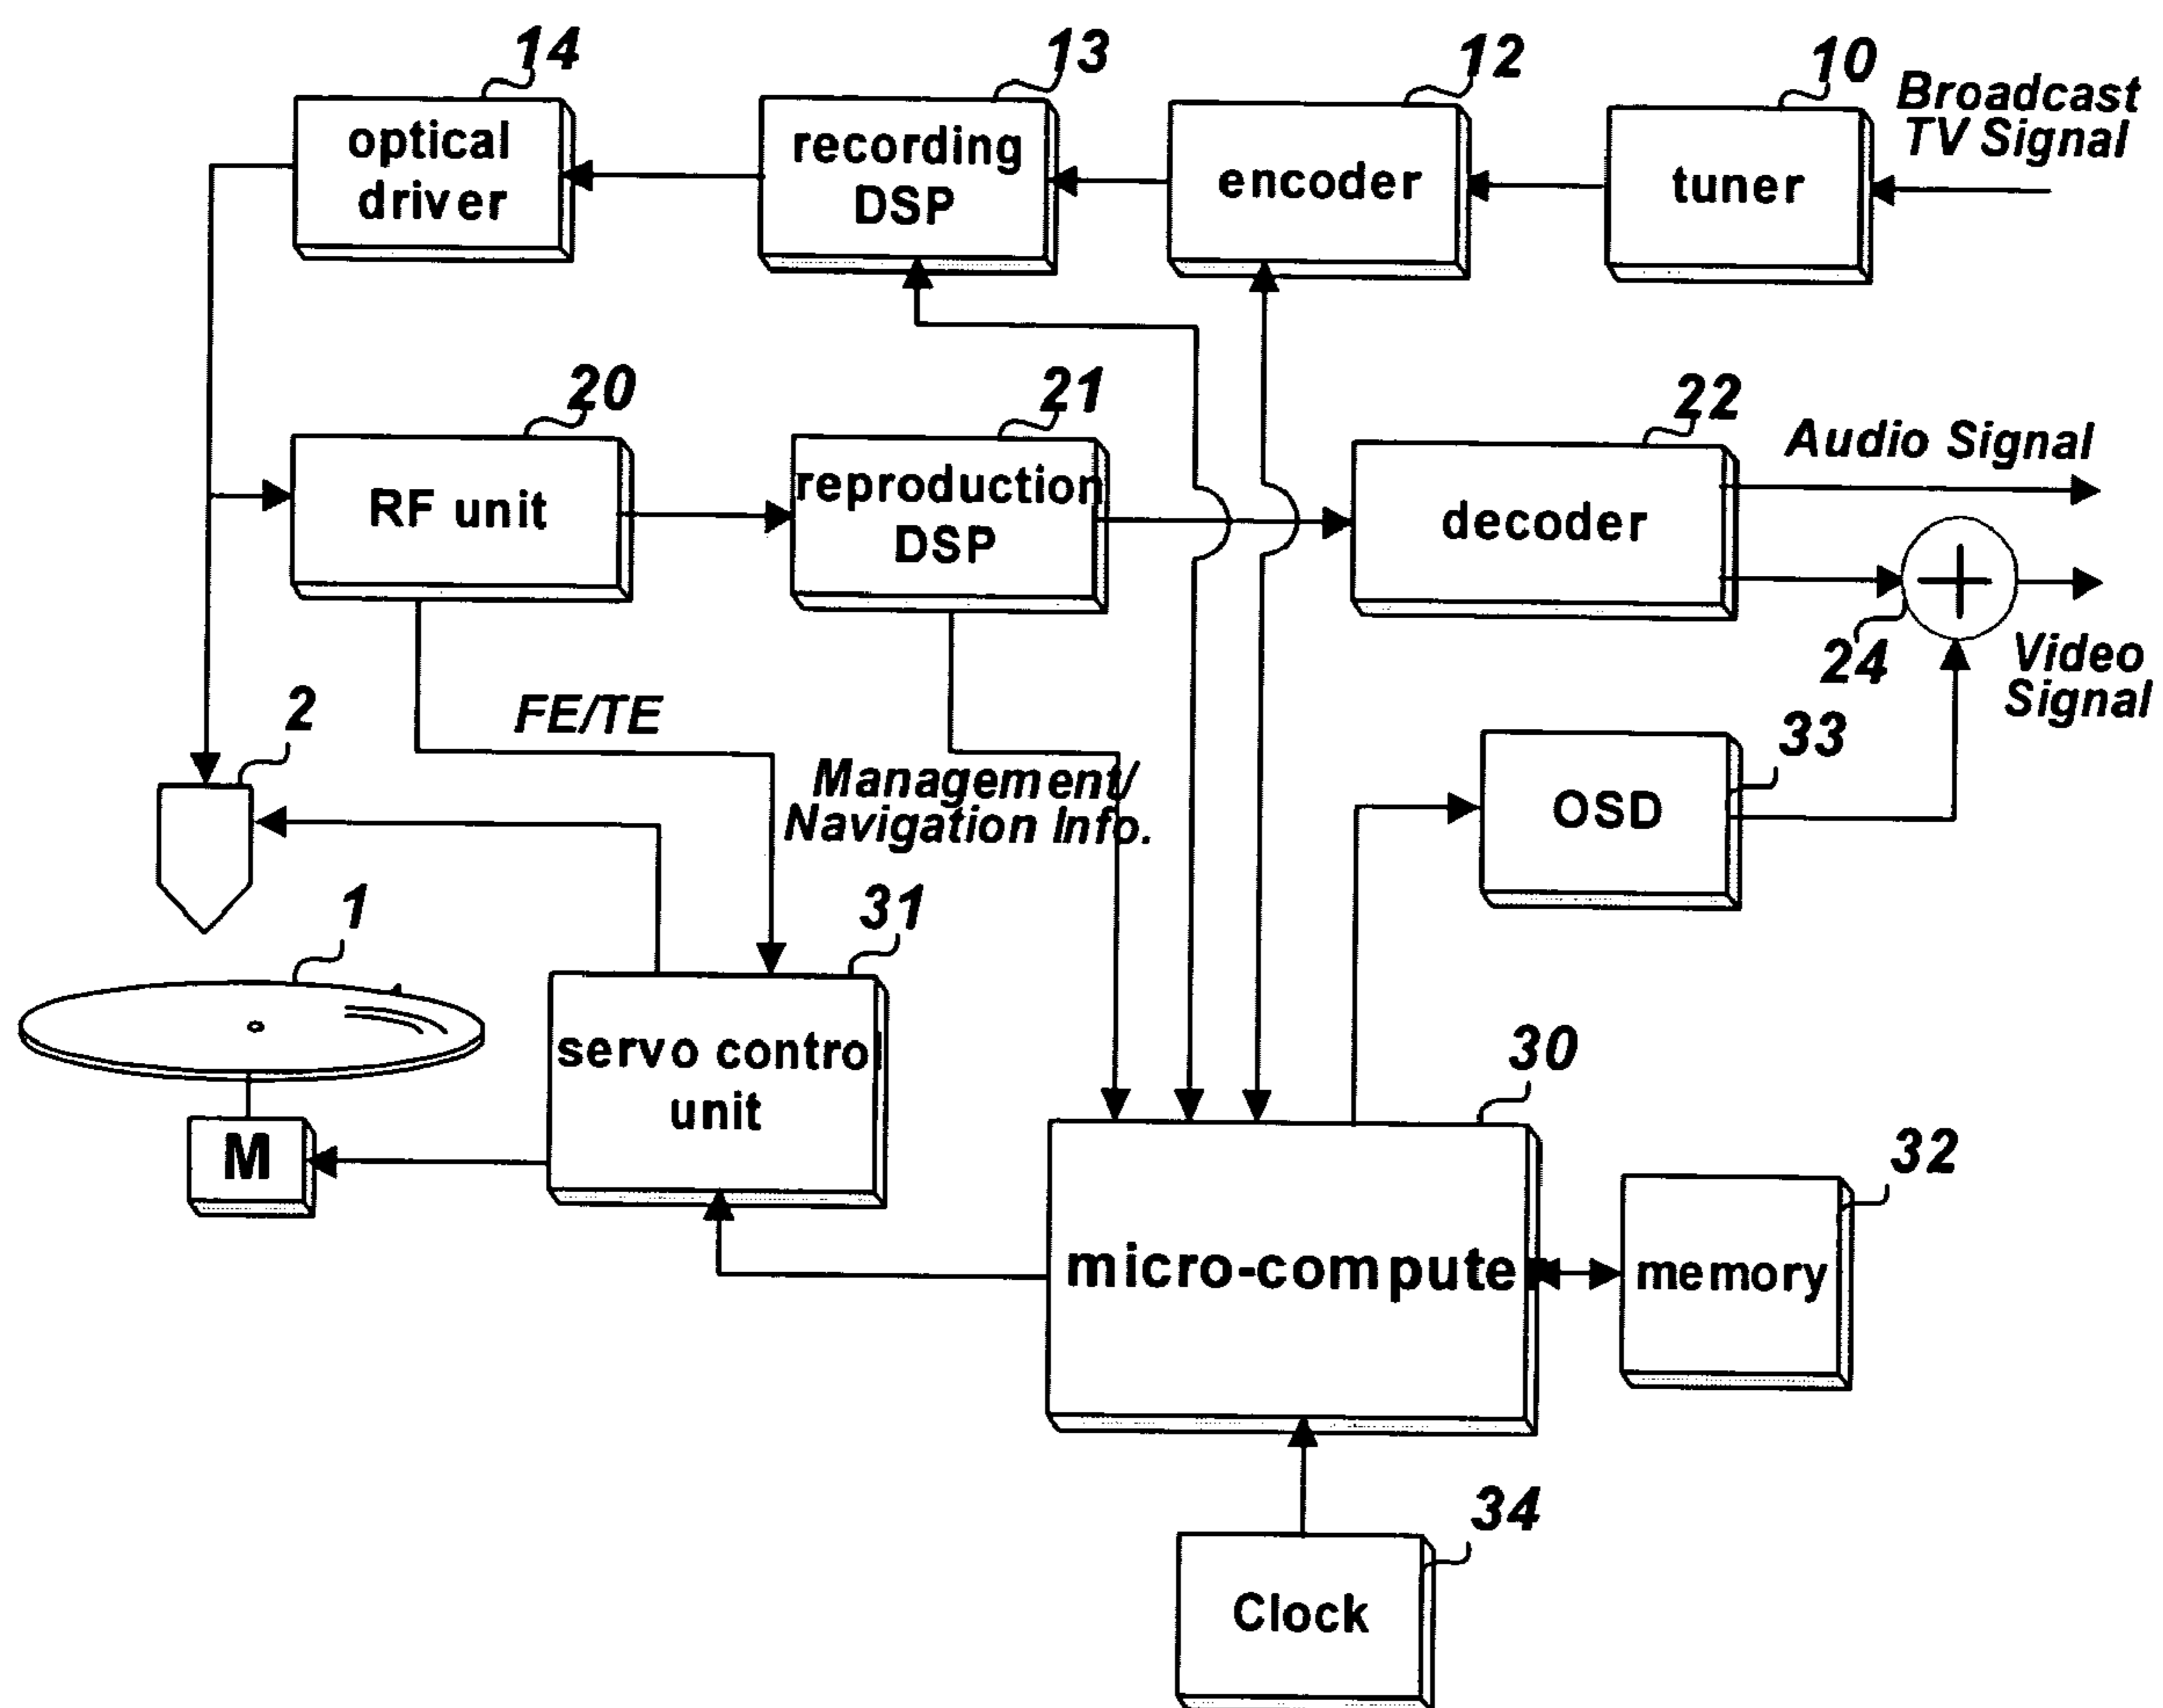 14
13
12
10
Broadcast
TV Signal
optical
driver
recording
DSP
encoder
tuner
20
21
22
Audio Signal
RF unit
reproduction
DSP
decoder
24
Video
Signal
2
FE/TE
33
Management/
Navigation Info.
OSD
1
31
servo control
unit
30
M
32
micro-compute
memory
34
Clock